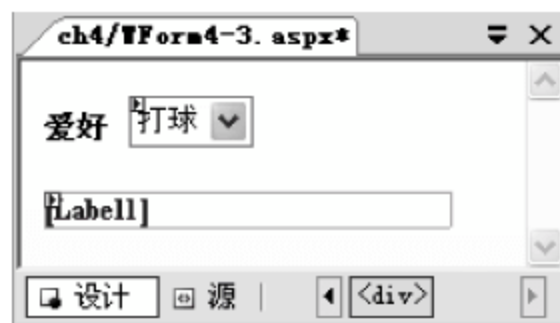 ch4/WForm4-3.aspx*
爱好 打球
[Label1]
设计 源 <div>